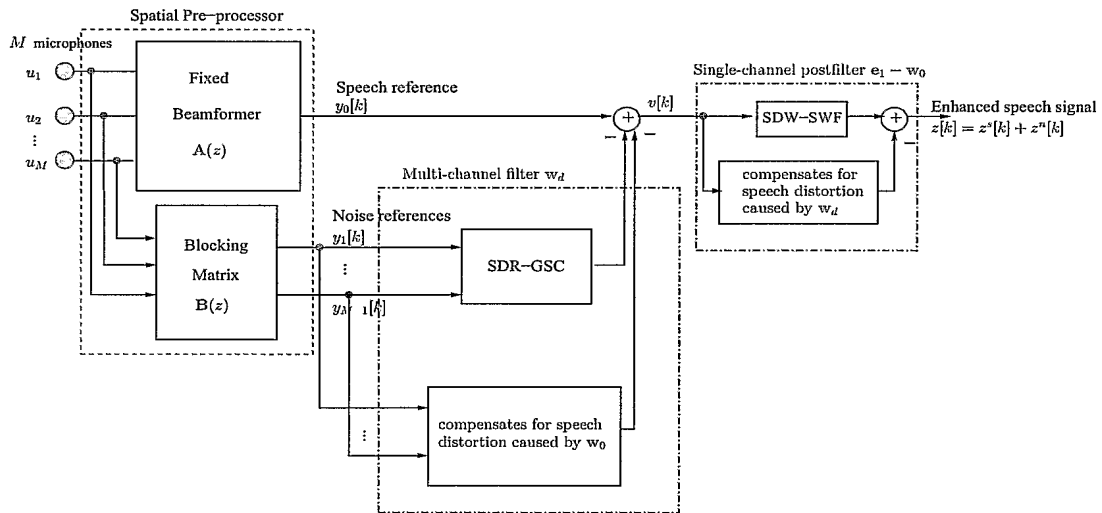 Spatial Pre-processor
M microphones
u1
u2
...
uM
Fixed
Beamformer
A(z)
Speech reference
y0[k]
+
−
−
v[k]
Single-channel postfilter e1 − w0
SDW-SWF
+
−
Enhanced speech signal
z[k] = z^s[k] + z^n[k]
compensates for
speech distortion
caused by wd
Multi-channel filter wd
Noise references
Blocking
Matrix
B(z)
y1[k]
...
yM−1[k]
SDR-GSC
compensates for speech
distortion caused by w0
...